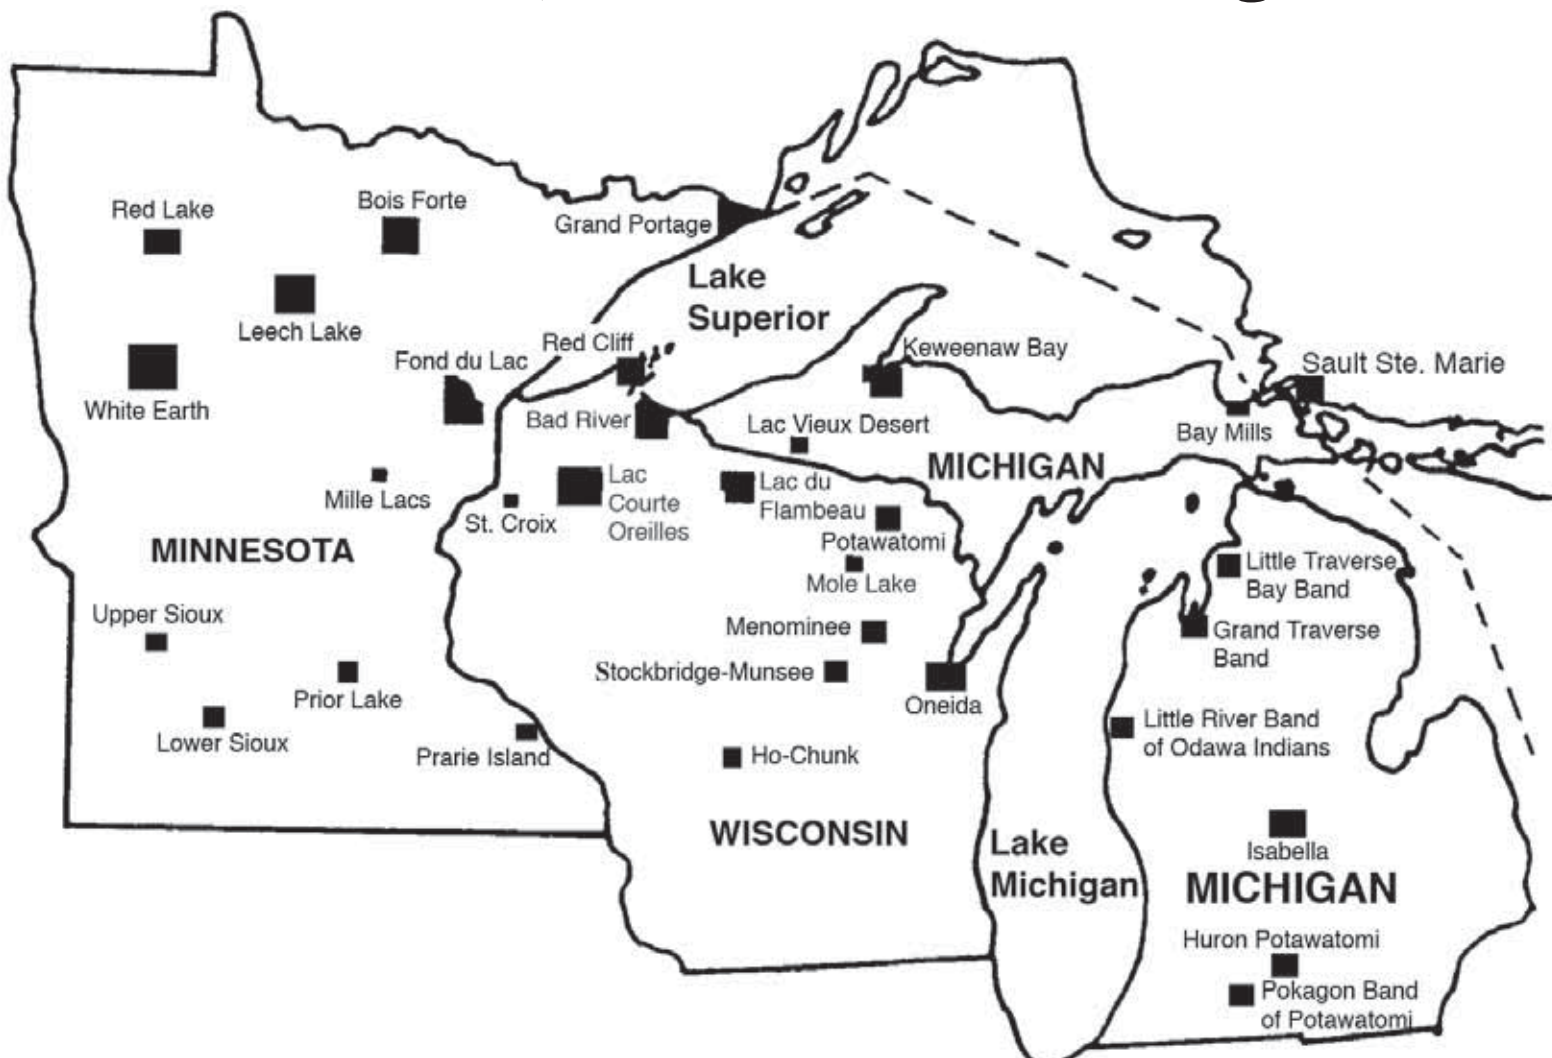 Red Lake
Bois Forte
Grand Portage
Leech Lake
Lake
Superior
White Earth
Fond du Lac
Red Cliff
Keweenaw Bay
Sault Ste. Marie
Bad River
Lac Vieux Desert
Bay Mills
MICHIGAN
Mille Lacs
St. Croix
Lac
Courte
Oreilles
Lac du
Flambeau
Potawatomi
Mole Lake
MINNESOTA
Little Traverse
Bay Band
Upper Sioux
Menominee
Grand Traverse
Band
Stockbridge-Munsee
Prior Lake
Oneida
Lower Sioux
Prarie Island
Little River Band
of Odawa Indians
Ho-Chunk
WISCONSIN
Lake
Michigan
Isabella
MICHIGAN
Huron Potawatomi
Pokagon Band
of Potawatomi